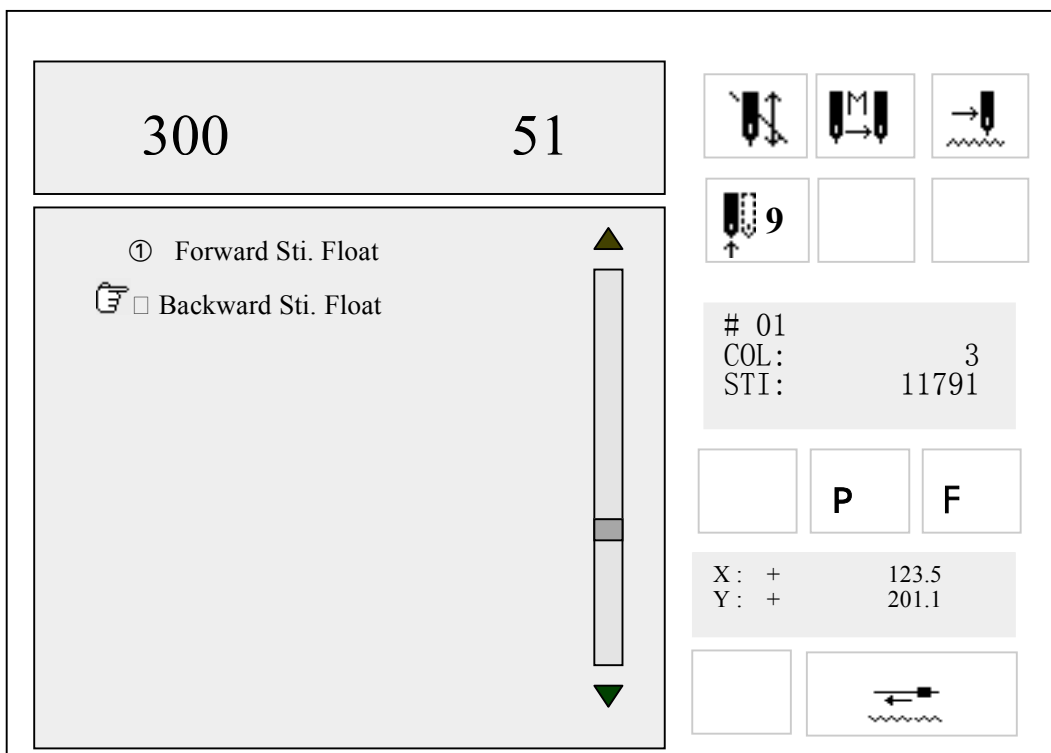 300 51
① Forward Sti. Float
□ Backward Sti. Float
M
9
# 01
COL: 3
STI: 11791
P F
X : + 123.5
Y : + 201.1